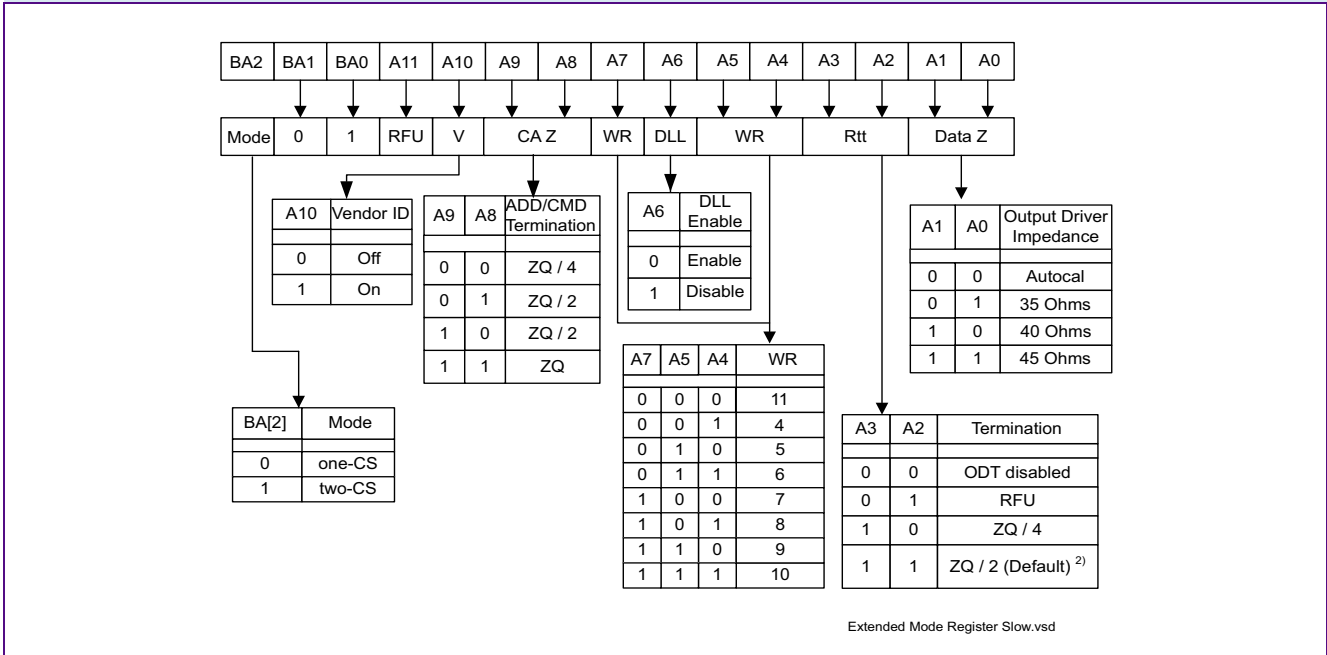 BA2 BA1 BA0 A11 A10 A9 A8 A7 A6 A5 A4 A3 A2 A1 A0
Mode 0 1 RFU V CA Z WR DLL WR Rtt Data Z
A10 Vendor ID
0 Off
1 On
A9 A8 ADD/CMD Termination
0 0 ZQ / 4
0 1 ZQ / 2
1 0 ZQ / 2
1 1 ZQ
A6 DLL Enable
0 Enable
1 Disable
A1 A0 Output Driver Impedance
0 0 Autocal
0 1 35 Ohms
1 0 40 Ohms
1 1 45 Ohms
BA[2] Mode
0 one-CS
1 two-CS
A7 A5 A4 WR
0 0 0 11
0 0 1 4
0 1 0 5
0 1 1 6
1 0 0 7
1 0 1 8
1 1 0 9
1 1 1 10
A3 A2 Termination
0 0 ODT disabled
0 1 RFU
1 0 ZQ / 4
1 1 ZQ / 2 (Default) 2)
Extended Mode Register Slow.vsd